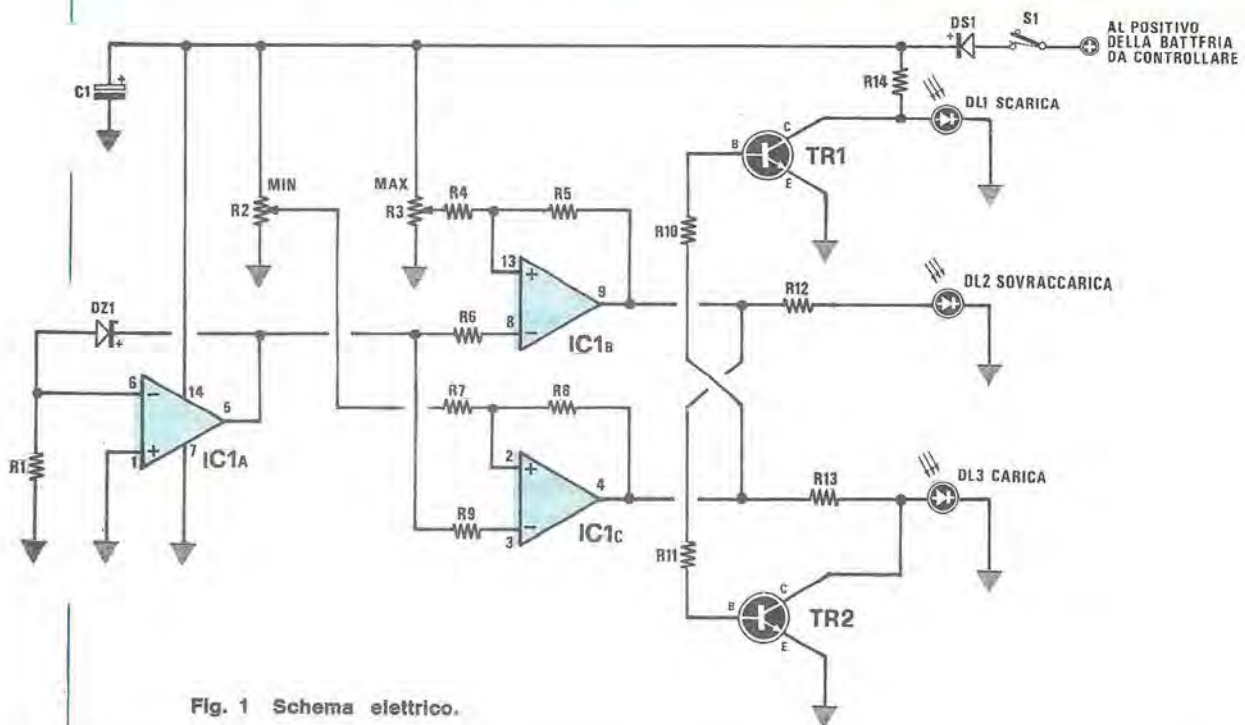 DS1
S1
AL POSITIVO
DELLA BATTFRIA
DA CONTROLLARE
+
C1
+
R14
DL1 SCARICA
C
B
TR1
E
MIN
R2
MAX
R3
R4
R5
R10
13
+
9
8
-
IC1B
R6
R12
DL2 SOVRACCARICA
DZ1
+
6
-
14
5
+
1
7
IC1A
R1
R7
R8
2
+
4
-
3
IC1C
R9
R13
DL3 CARICA
R11
C
B
TR2
E
Fig. 1 Schema elettrico.